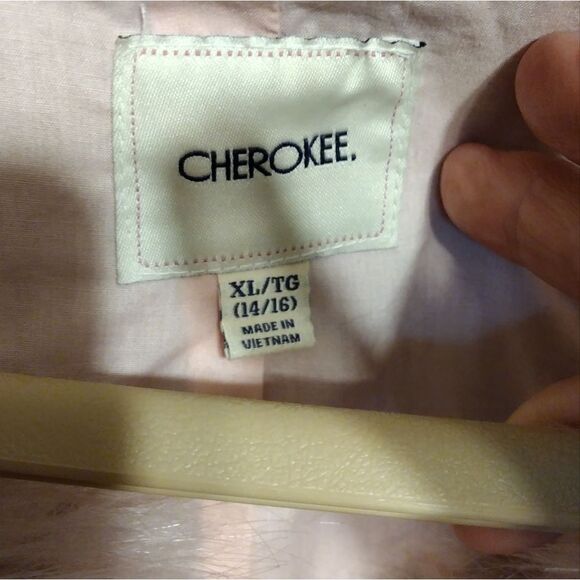 CHEROKEE.
XL/TG
(14/16)
MADE IN
VIETNAM